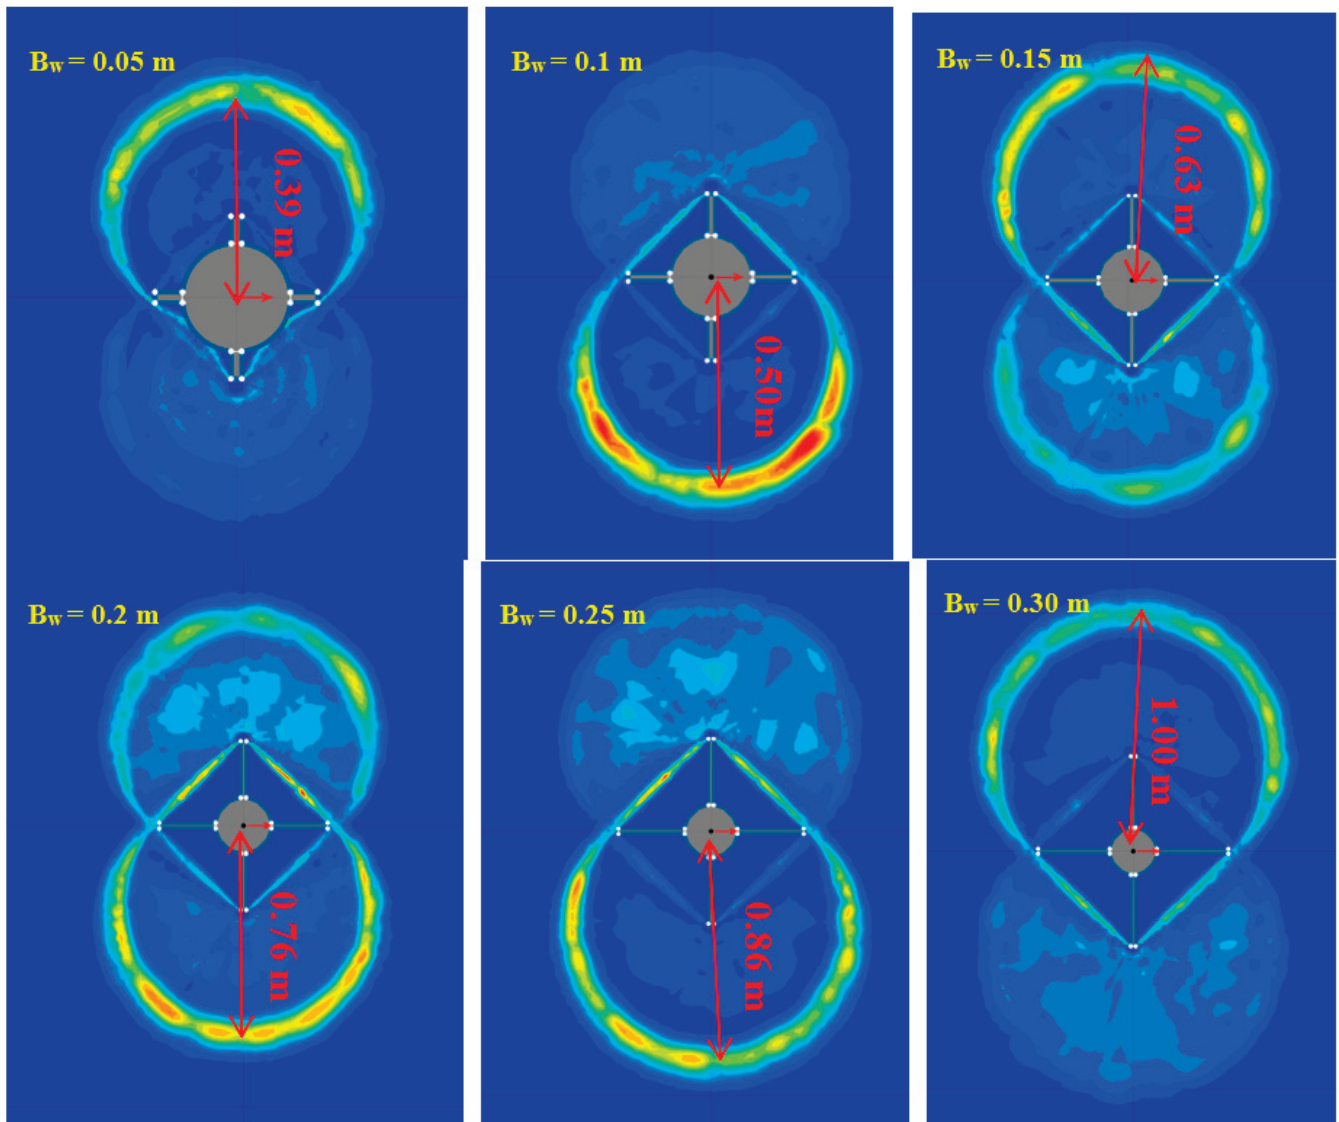 Bw = 0.05 m
0.39 m
Bw = 0.1 m
0.50m
Bw = 0.15 m
0.63 m
Bw = 0.2 m
0.76 m
Bw = 0.25 m
0.86 m
Bw = 0.30 m
1.00 m